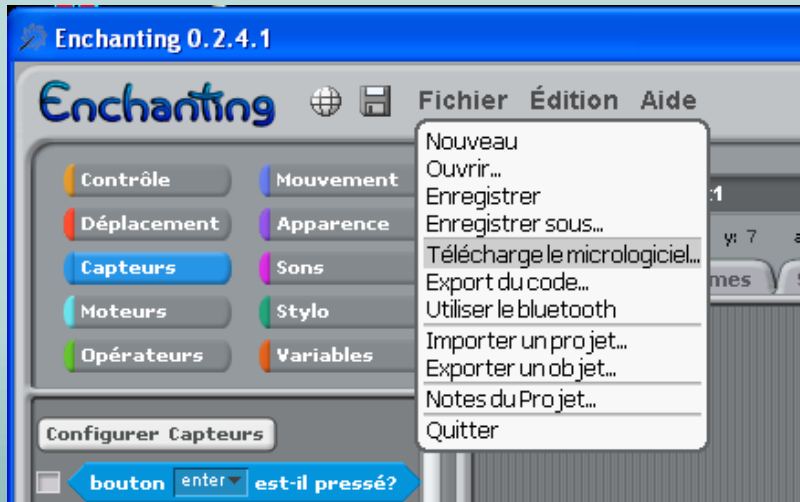 Enchanting 0.2.4.1
Enchanting
Fichier Édition Aide
Nouveau
Ouvrir...
Enregistrer
Enregistrer sous...
Télécharge le micrologiciel...
Export du code...
Utiliser le bluetooth
Importer un projet...
Exporter un objet...
Notes du Projet...
Quitter
Contrôle Mouvement
Déplacement Apparence
Capteurs Sons
Moteurs Stylo
Opérateurs Variables
y: 7
Configurer Capteurs
bouton enter est-il pressé?